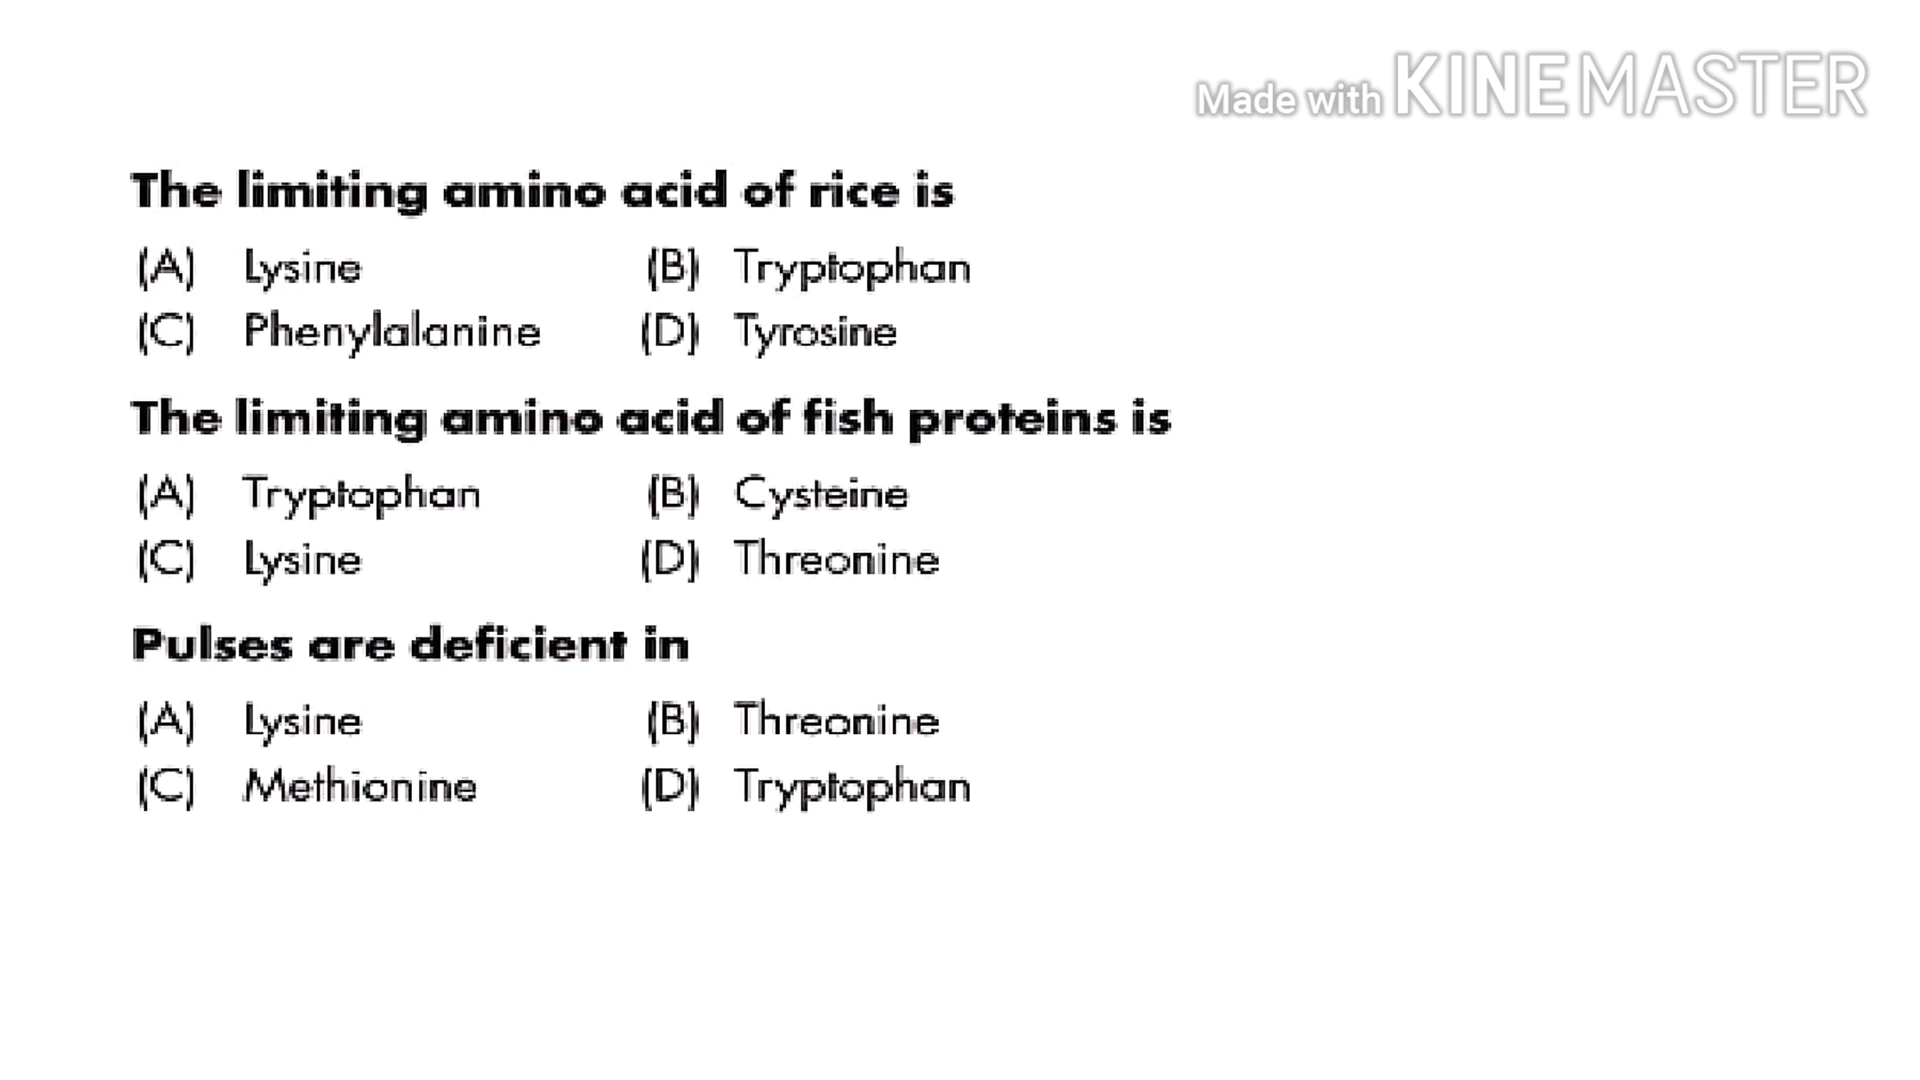 Made with KINEMASTER
The limiting amino acid of rice is
(A) Lysine (B) Tryptophan
(C) Phenylalanine (D) Tyrosine
The limiting amino acid of fish proteins is
(A) Tryptophan (B) Cysteine
(C) Lysine (D) Threonine
Pulses are deficient in
(A) Lysine (B) Threonine
(C) Methionine (D) Tryptophan